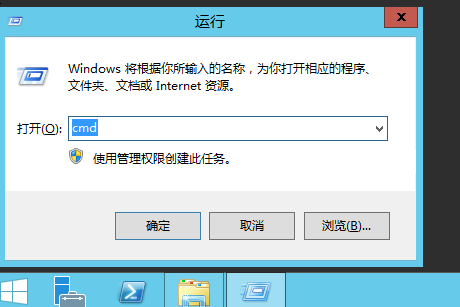 运行
x
Windows 将根据你所输入的名称，为你打开相应的程序、
文件夹、文档或 Internet 资源。
打开(O):
cmd
使用管理权限创建此任务。
确定
取消
浏览(B)...